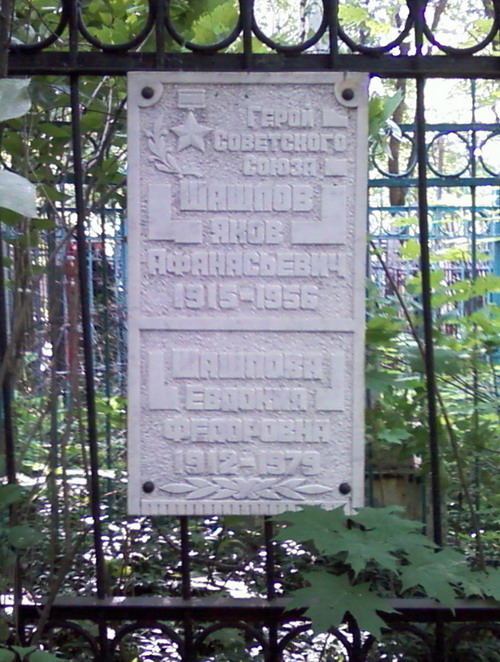 Герой
Советского
Союза
Шашлов
Яков
Афанасьевич
1915-1956
Шашлова
Евдокия
Федоровна
1912-1979